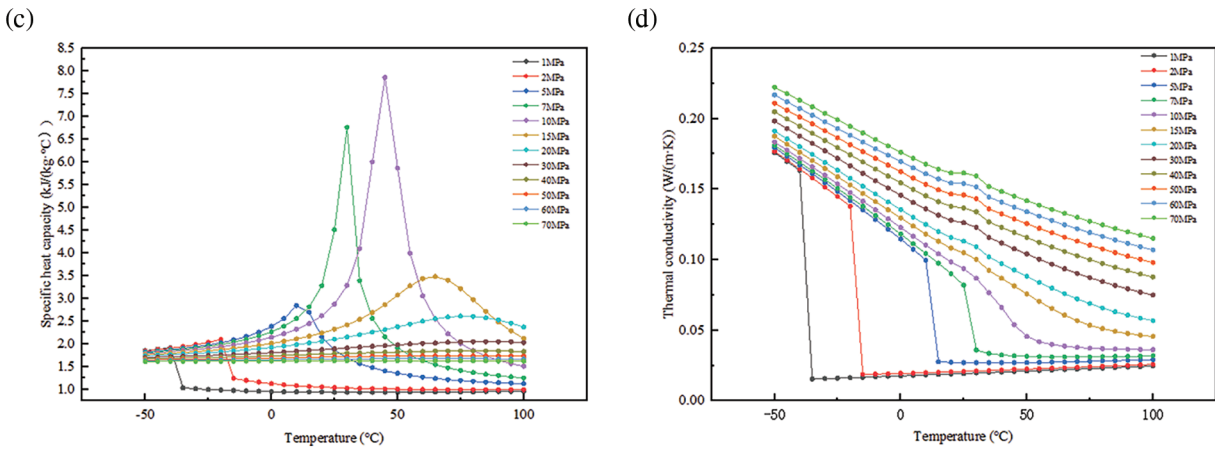 (c)
Spoecific heat capacity (kJ/(kg·°C))
8.5
8.0
7.5
7.0
6.5
6.0
5.5
5.0
4.5
4.0
3.5
3.0
2.5
2.0
1.5
1.0
-50
0
50
100
Temperature (°C)
1MPa
2MPa
5MPa
7MPa
10MPa
15MPa
20MPa
30MPa
40MPa
50MPa
60MPa
70MPa
(d)
Thermal conductivity (W/(m·K))
0.25
0.20
0.15
0.10
0.05
0.00
-50
0
50
100
Temperature (°C)
1MPa
2MPa
5MPa
7MPa
10MPa
15MPa
20MPa
30MPa
40MPa
50MPa
60MPa
70MPa